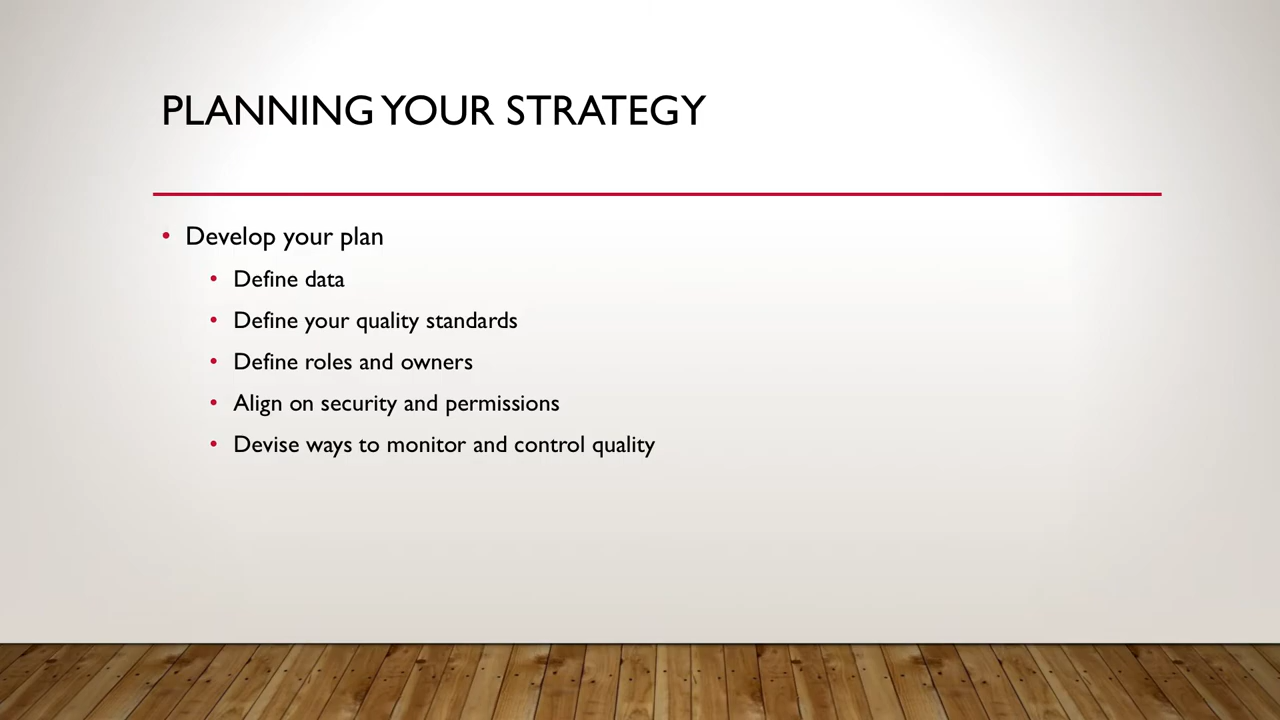 PLANNING YOUR STRATEGY
• Develop your plan
• Define data
• Define your quality standards
• Define roles and owners
• Align on security and permissions
• Devise ways to monitor and control quality